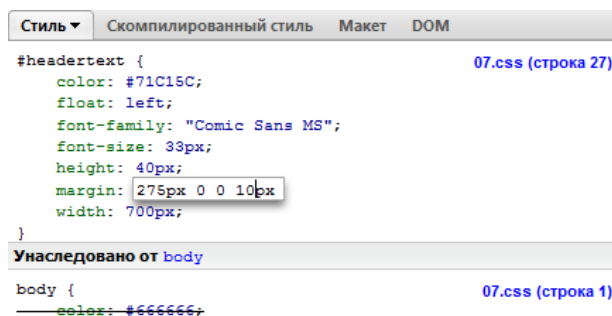 Стиль▼ Скомпилированный стиль Макет DOM
#headertext { 07.css (строка 27)
color: #71C15C;
float: left;
font-family: "Comic Sans MS";
font-size: 33px;
height: 40px;
margin: 275px 0 0 10px
width: 700px;
}
Унаследовано от body
body { 07.css (строка 1)
color: #666666;